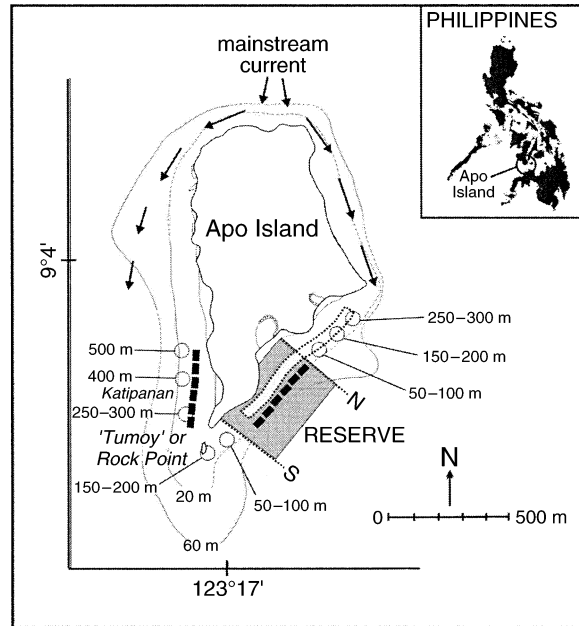 PHILIPPINES
Apo
Island
mainstream
current
Apo Island
9°4'
250–300 m
150–200 m
50–100 m
500 m
400 m
Katipanan
250–300 m
'Tumoy' or
Rock Point
150–200 m
20 m
50–100 m
60 m
N
RESERVE
S
N
0
500 m
123°17'